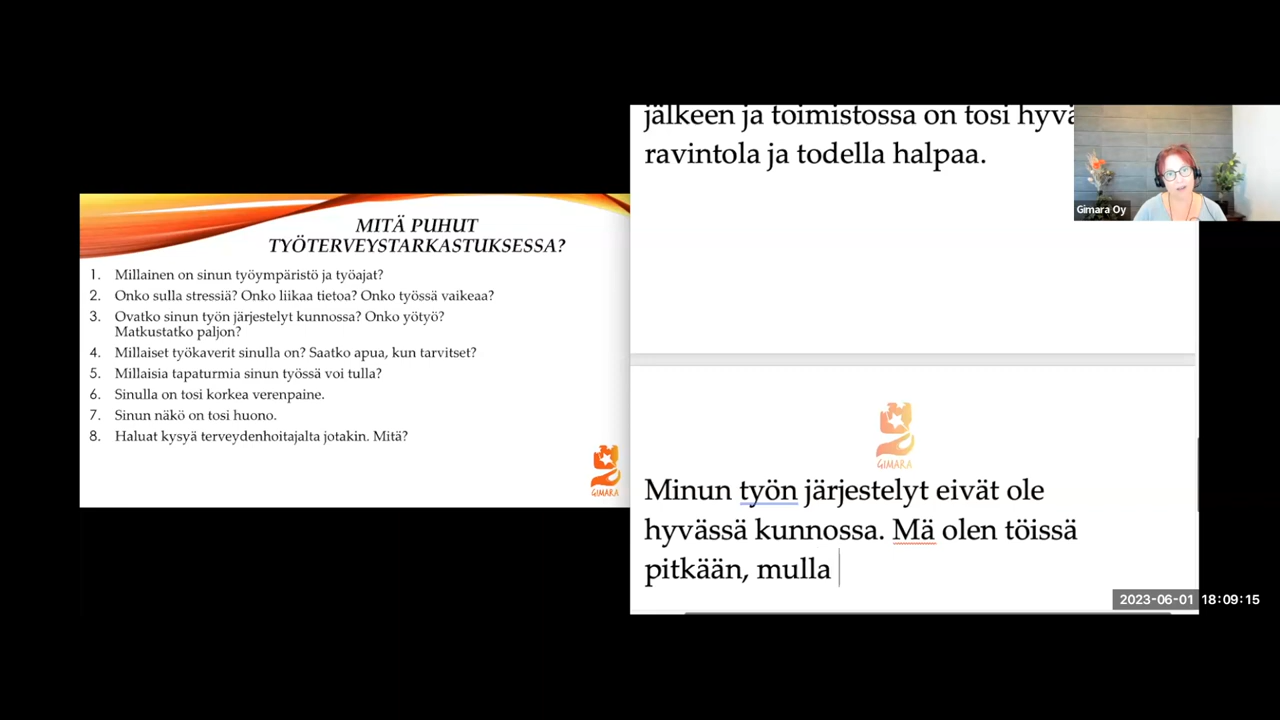 MITÄ PUHUT
TYÖTERVEYSTARKASTUKSESSA?
1. Millainen on sinun työympäristö ja työajat?
2. Onko sulla stressiä? Onko liikaa tietoa? Onko työssä vaikeaa?
3. Ovatko sinun työn järjestelyt kunnossa? Onko yötyö?
Matkustatko paljon?
4. Millaiset työkaverit sinulla on? Saatko apua, kun tarvitset?
5. Millaisia tapaturmia sinun työssä voi tulla?
6. Sinulla on tosi korkea verenpaine.
7. Sinun näkö on tosi huono.
8. Haluat kysyä terveydenhoitajalta jotakin. Mitä?
GIMARA
jälkeen ja toimistossa on tosi hyvä
ravintola ja todella halpaa.
Gimara Oy
GIMARA
Minun työn järjestelyt eivät ole
hyvässä kunnossa. Mä olen töissä
pitkään, mulla
2023-06-01 18:09:15